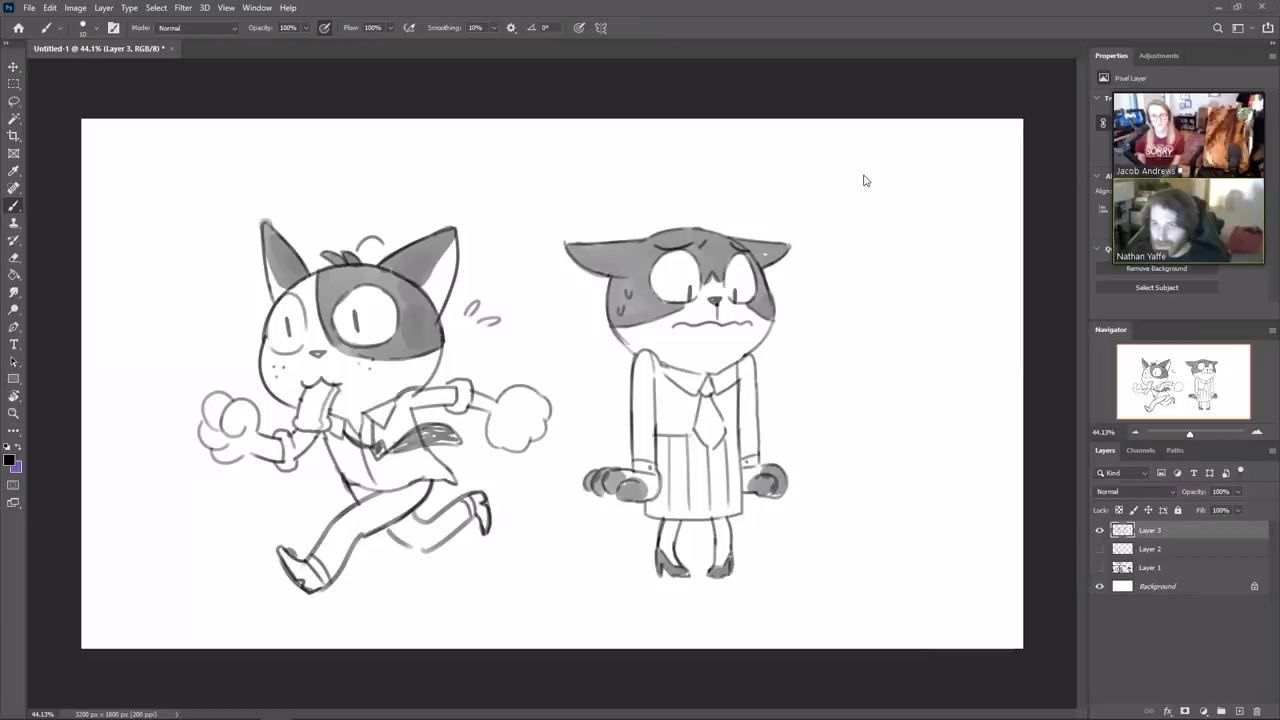 File Edit Image Layer Type Select Filter 3D View Window Help
10 Mode: Normal Opacity: 100% Flow: 100% Smoothing: 10% 0°
Untitled-1 @ 44.1% (Layer 3, RGB/8) *
Properties Adjustments
Pixel Layer
SORRY
Jacob Andrews
Nathan Yaffe
Remove Background
Select Subject
Navigator
44.13%
Layers Channels Paths
Kind
Normal Opacity: 100%
Lock: Fill: 100%
Layer 3
Layer 2
Layer 1
Background
44.13% 3200 px x 1800 px (200 ppi)